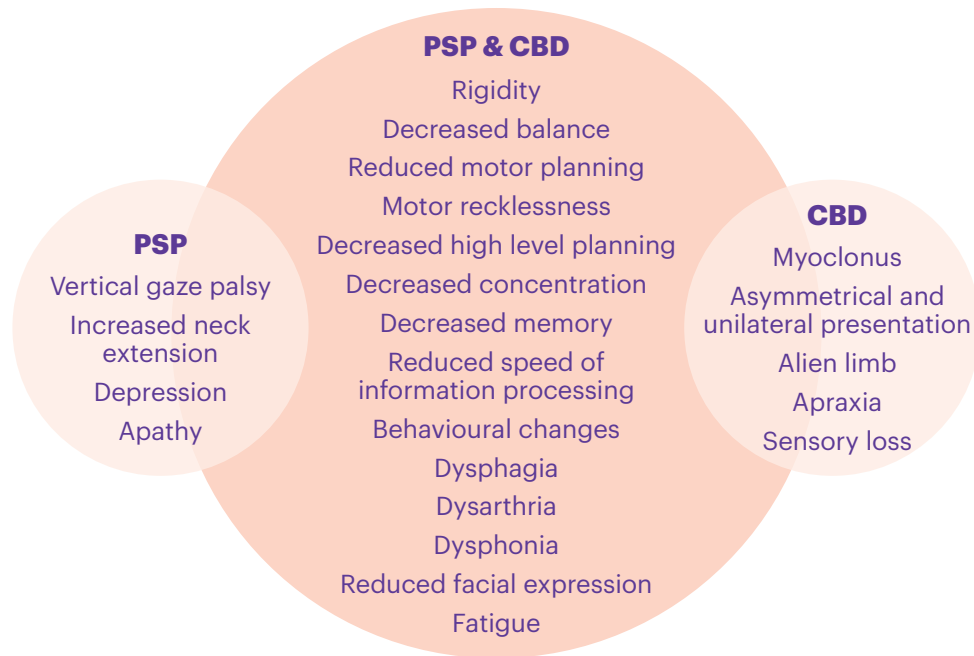 PSP & CBD
Rigidity
Decreased balance
Reduced motor planning
Motor recklessness
Decreased high level planning
Decreased concentration
Decreased memory
Reduced speed of
information processing
Behavioural changes
Dysphagia
Dysarthria
Dysphonia
Reduced facial expression
Fatigue
PSP
Vertical gaze palsy
Increased neck
extension
Depression
Apathy
CBD
Myoclonus
Asymmetrical and
unilateral presentation
Alien limb
Apraxia
Sensory loss